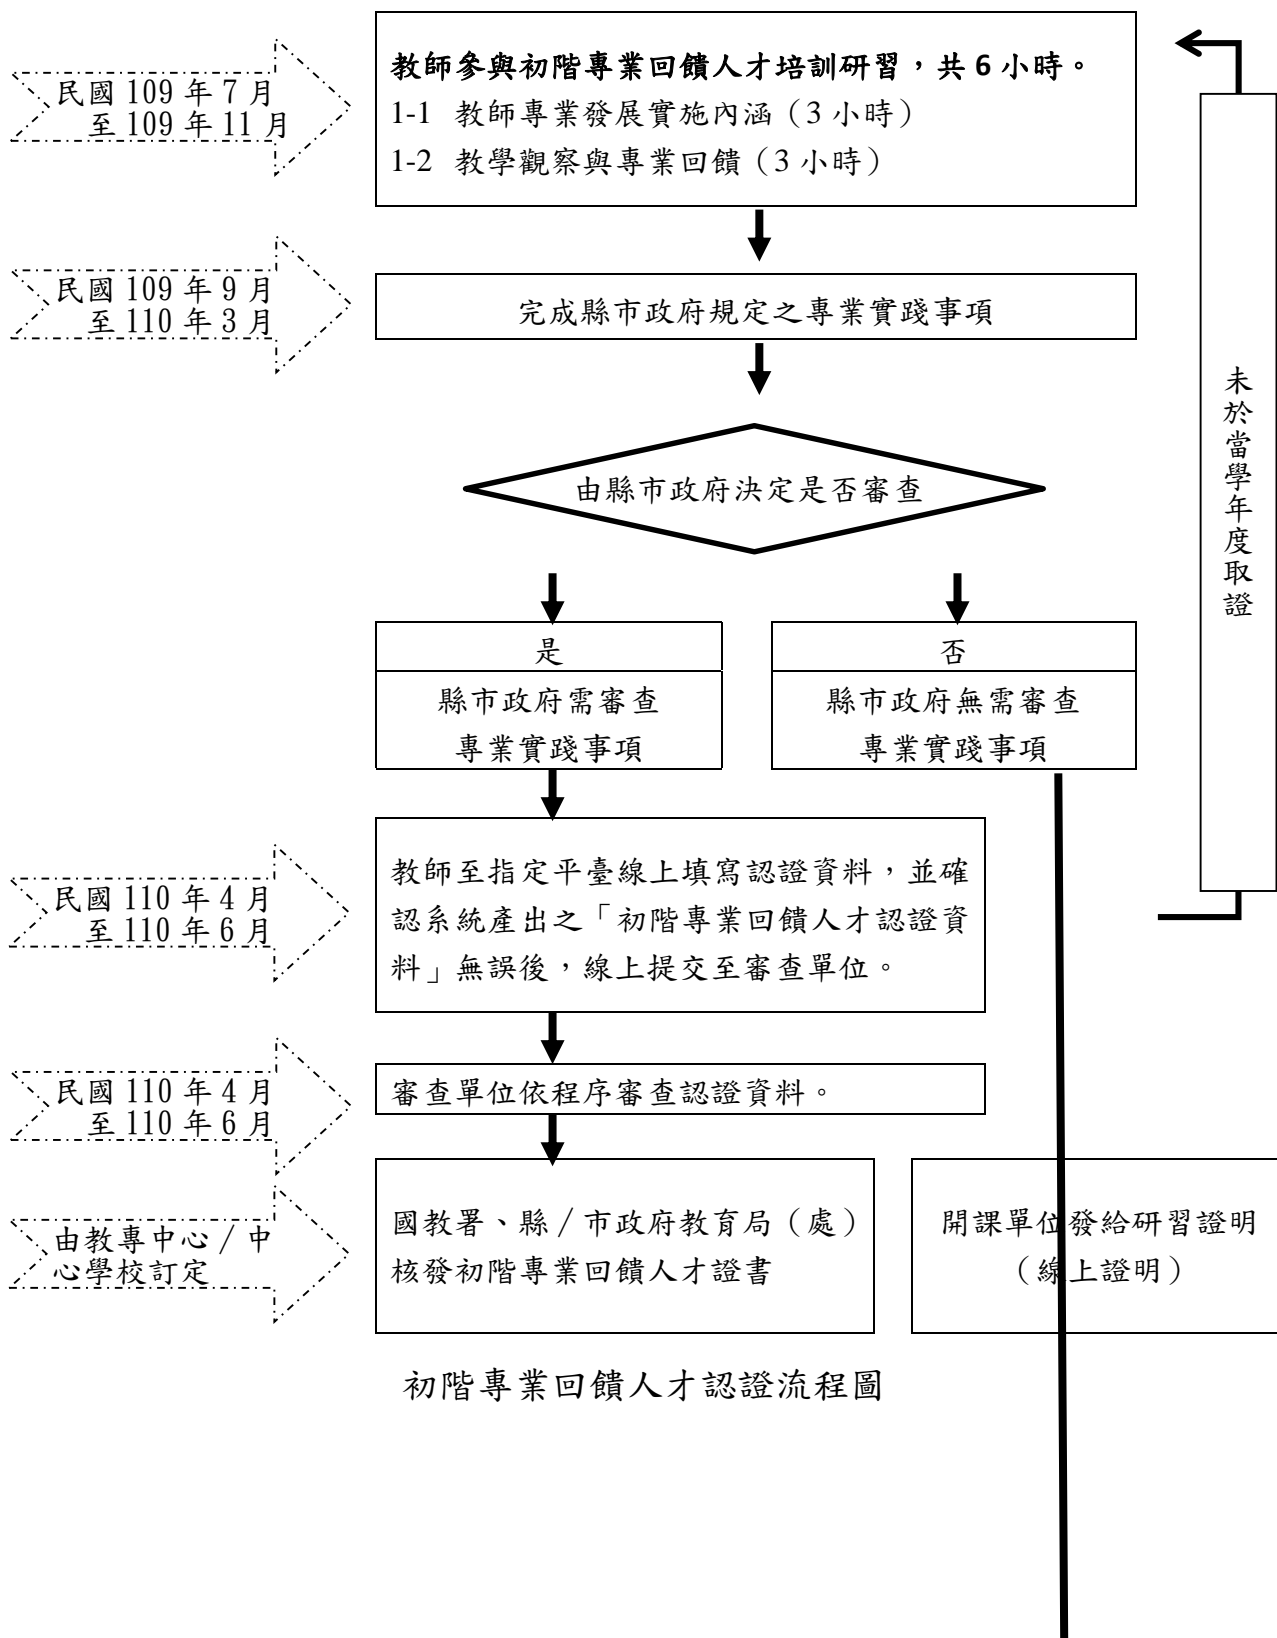 民國 109 年 7 月
至 109 年 11 月
教師參與初階專業回饋人才培訓研習，共 6 小時。
1-1 教師專業發展實施內涵（3 小時）
1-2 教學觀察與專業回饋（3 小時）
民國 109 年 9 月
至 110 年 3 月
完成縣市政府規定之專業實踐事項
由縣市政府決定是否審查
未於當學年度取證
是
縣市政府需審查
專業實踐事項
否
縣市政府無需審查
專業實踐事項
民國 110 年 4 月
至 110 年 6 月
教師至指定平臺線上填寫認證資料，並確
認系統產出之「初階專業回饋人才認證資
料」無誤後，線上提交至審查單位。
民國 110 年 4 月
至 110 年 6 月
審查單位依程序審查認證資料。
由教專中心／中
心學校訂定
國教署、縣／市政府教育局（處）
核發初階專業回饋人才證書
開課單位發給研習證明
（線上證明）
初階專業回饋人才認證流程圖